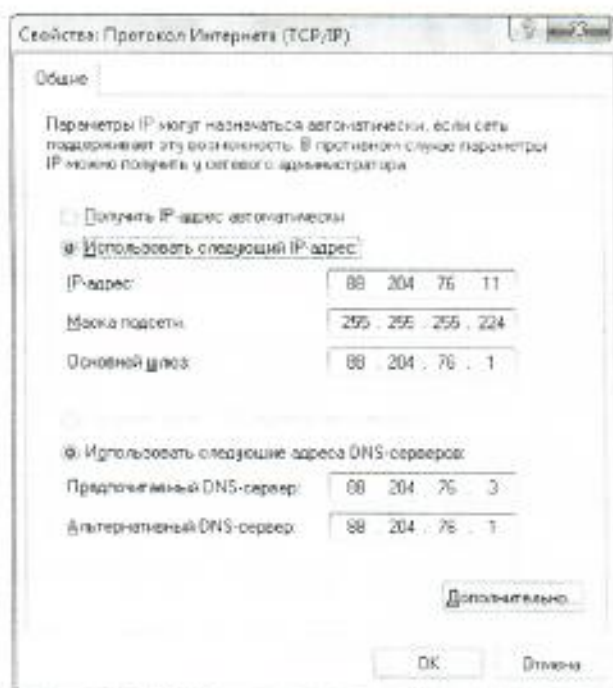 Свойства: Протокол Интернета (TCP/IP)
Общие
Параметры IP могут назначаться автоматически, если сеть
поддерживает эту возможность. В противном случае параметры
IP можно получить у сетевого администратора.
Получить IP-адрес автоматически
Использовать следующий IP-адрес:
IP-адрес: 88 . 204 . 76 . 11
Маска подсети: 255 . 255 . 255 . 224
Основной шлюз: 88 . 204 . 76 . 1
Использовать следующие адреса DNS-серверов:
Предпочитаемый DNS-сервер: 88 . 204 . 76 . 3
Альтернативный DNS-сервер: 88 . 204 . 76 . 1
Дополнительно...
OK Отмена